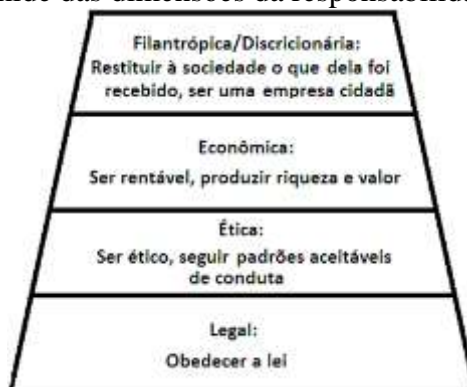 Filantrópica/Discricionária:
Restituir à sociedade o que dela foi
recebido, ser uma empresa cidadã
Econômica:
Ser rentável, produzir riqueza e valor
Ética:
Ser ético, seguir padrões aceitáveis
de conduta
Legal:
Obedecer a lei